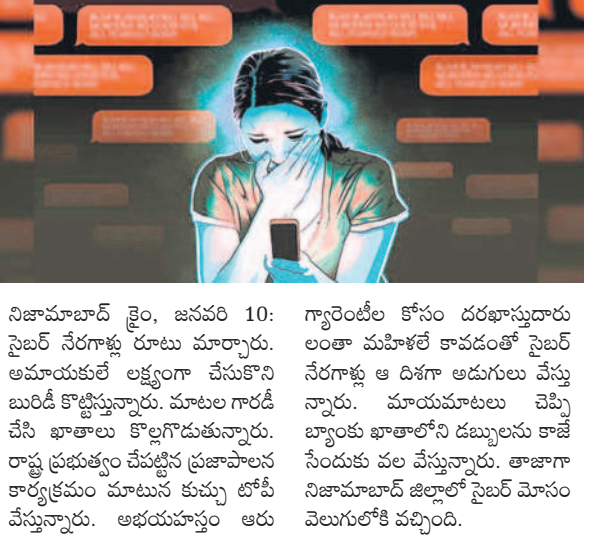 నిజామాబాద్ క్రైం, జనవరి 10:
సైబర్ నేరగాళ్లు రూటు మార్చారు.
అమాయకులే లక్ష్యంగా చేసుకొని
బురిడీ కొట్టిస్తున్నారు. మాటల గారడీ
చేసి ఖాతాలు కొల్లగొడుతున్నారు.
రాష్ట్ర ప్రభుత్వం చేపట్టిన ప్రజాపాలన
కార్యక్రమం మాటున కుచ్చు టోపీ
వేస్తున్నారు. అభయహస్తం ఆరు
గ్యారెంటీల కోసం దరఖాస్తుదారు
లంతా మహిళలే కావడంతో సైబర్
నేరగాళ్లు ఆ దిశగా అడుగులు వేస్తు
న్నారు. మాయమాటలు చెప్పి
బ్యాంకు ఖాతాలోని డబ్బులను కాజే
సేందుకు వల వేస్తున్నారు. తాజాగా
నిజామాబాద్ జిల్లాలో సైబర్ మోసం
వెలుగులోకి వచ్చింది.